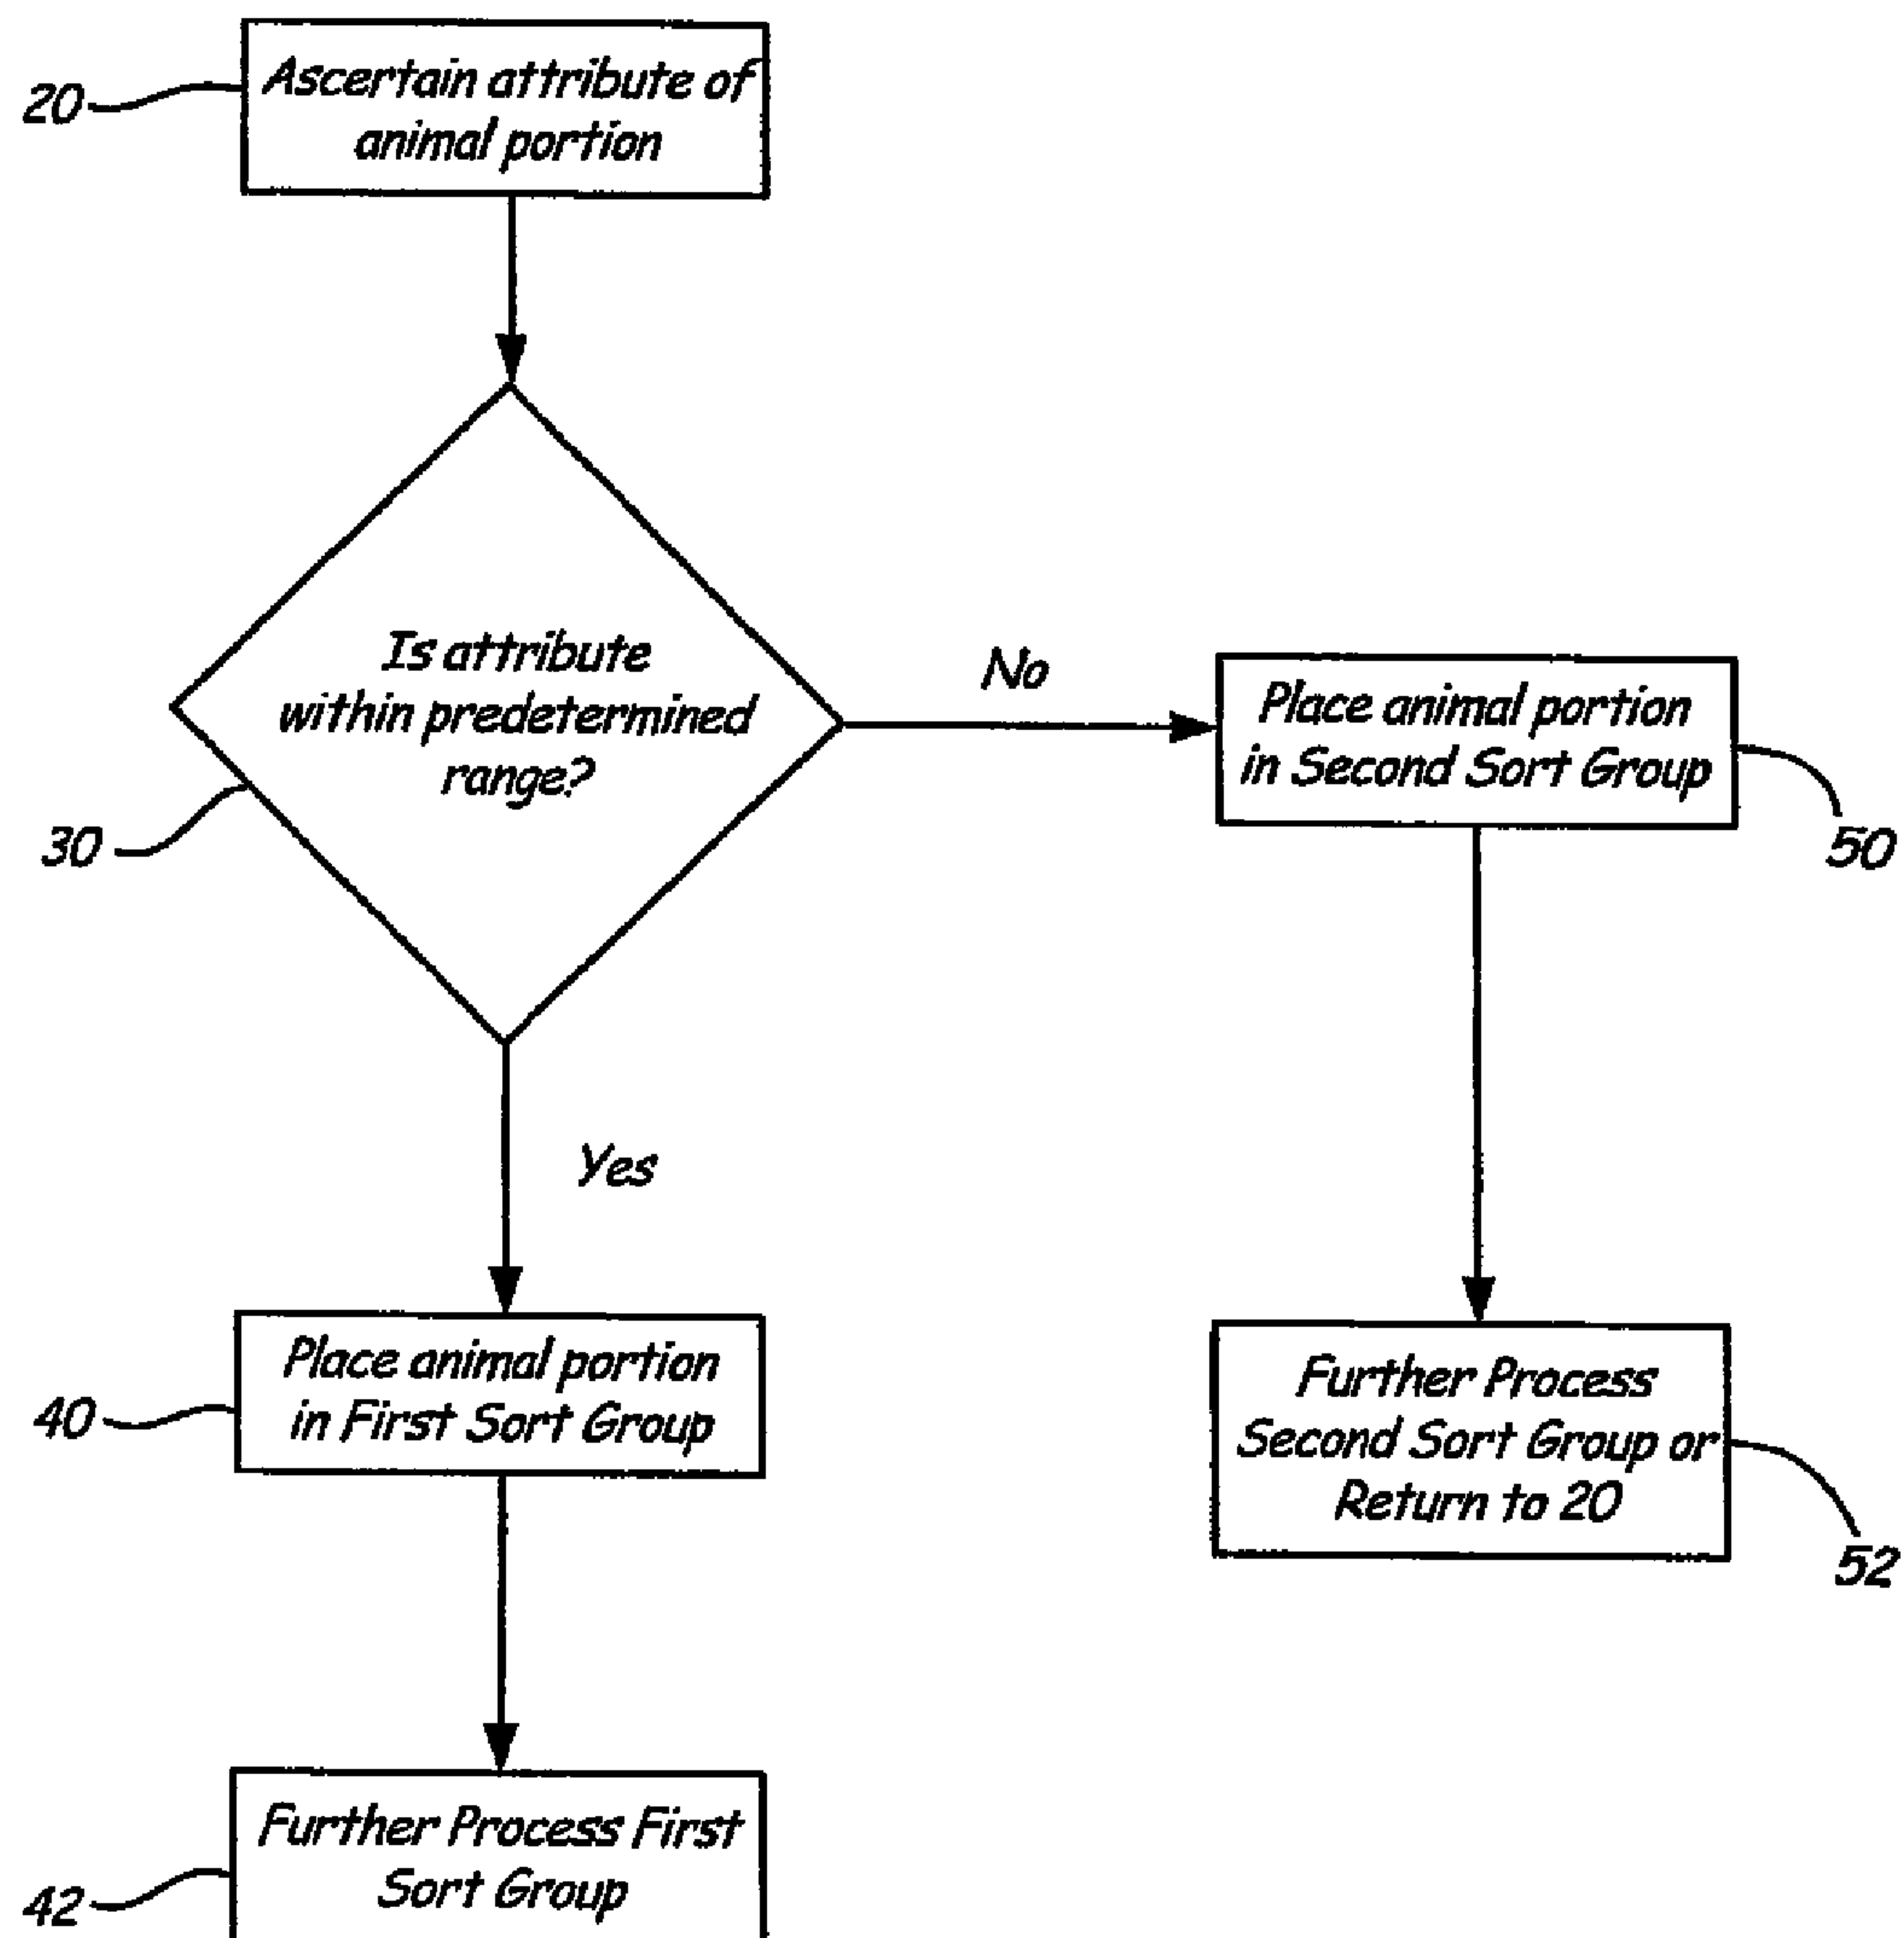 20
Ascertain attribute of
animal portion
Is attribute
within predetermined
range?
30
No
Place animal portion
in Second Sort Group
50
Yes
Place animal portion
in First Sort Group
40
Further Process
Second Sort Group or
Return to 20
52
Further Process First
Sort Group
42